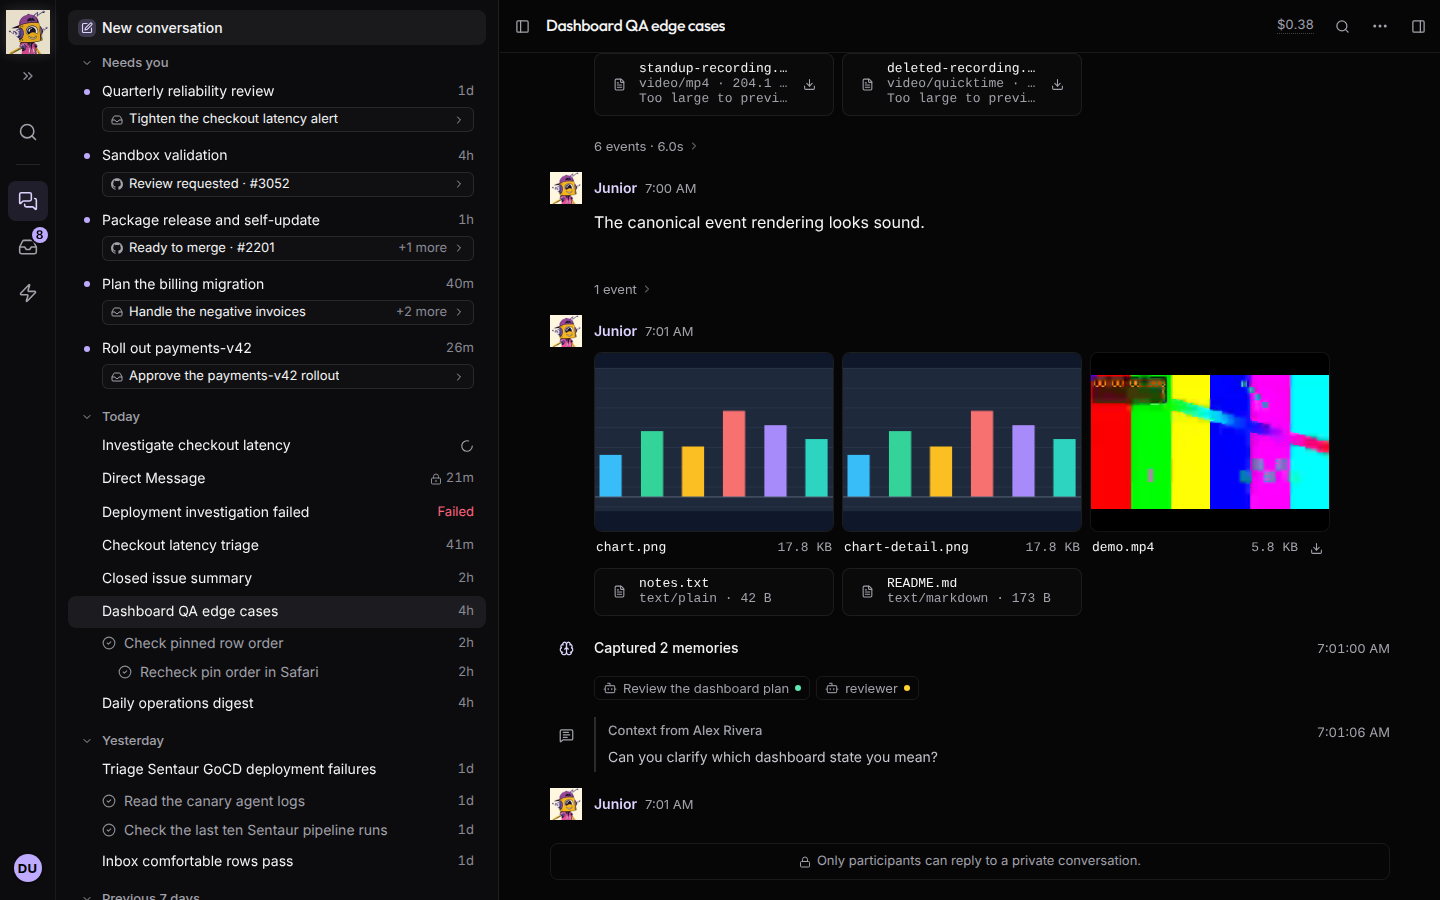 New conversation
Needs you
Quarterly reliability review 1d
Tighten the checkout latency alert
Sandbox validation 4h
Review requested · #3052
Package release and self-update 1h
Ready to merge · #2201 +1 more
Plan the billing migration 40m
Handle the negative invoices +2 more
Roll out payments-v42 26m
Approve the payments-v42 rollout
Today
Investigate checkout latency
Direct Message 21m
Deployment investigation failed Failed
Checkout latency triage 41m
Closed issue summary 2h
Dashboard QA edge cases 4h
Check pinned row order 2h
Recheck pin order in Safari 2h
Daily operations digest 4h
Yesterday
Triage Sentaur GoCD deployment failures 1d
Read the canary agent logs 1d
Check the last ten Sentaur pipeline runs 1d
Inbox comfortable rows pass 1d
Previous 7 days
8
DU
Dashboard QA edge cases $0.38
standup-recording.…
video/mp4 · 204.1 …
Too large to previ…
deleted-recording.…
video/quicktime · …
Too large to previ…
6 events · 6.0s
Junior 7:00 AM
The canonical event rendering looks sound.
1 event
Junior 7:01 AM
chart.png 17.8 KB
chart-detail.png 17.8 KB
demo.mp4 5.8 KB
notes.txt
text/plain · 42 B
README.md
text/markdown · 173 B
Captured 2 memories 7:01:00 AM
Review the dashboard plan
reviewer
Context from Alex Rivera 7:01:06 AM
Can you clarify which dashboard state you mean?
Junior 7:01 AM
Only participants can reply to a private conversation.